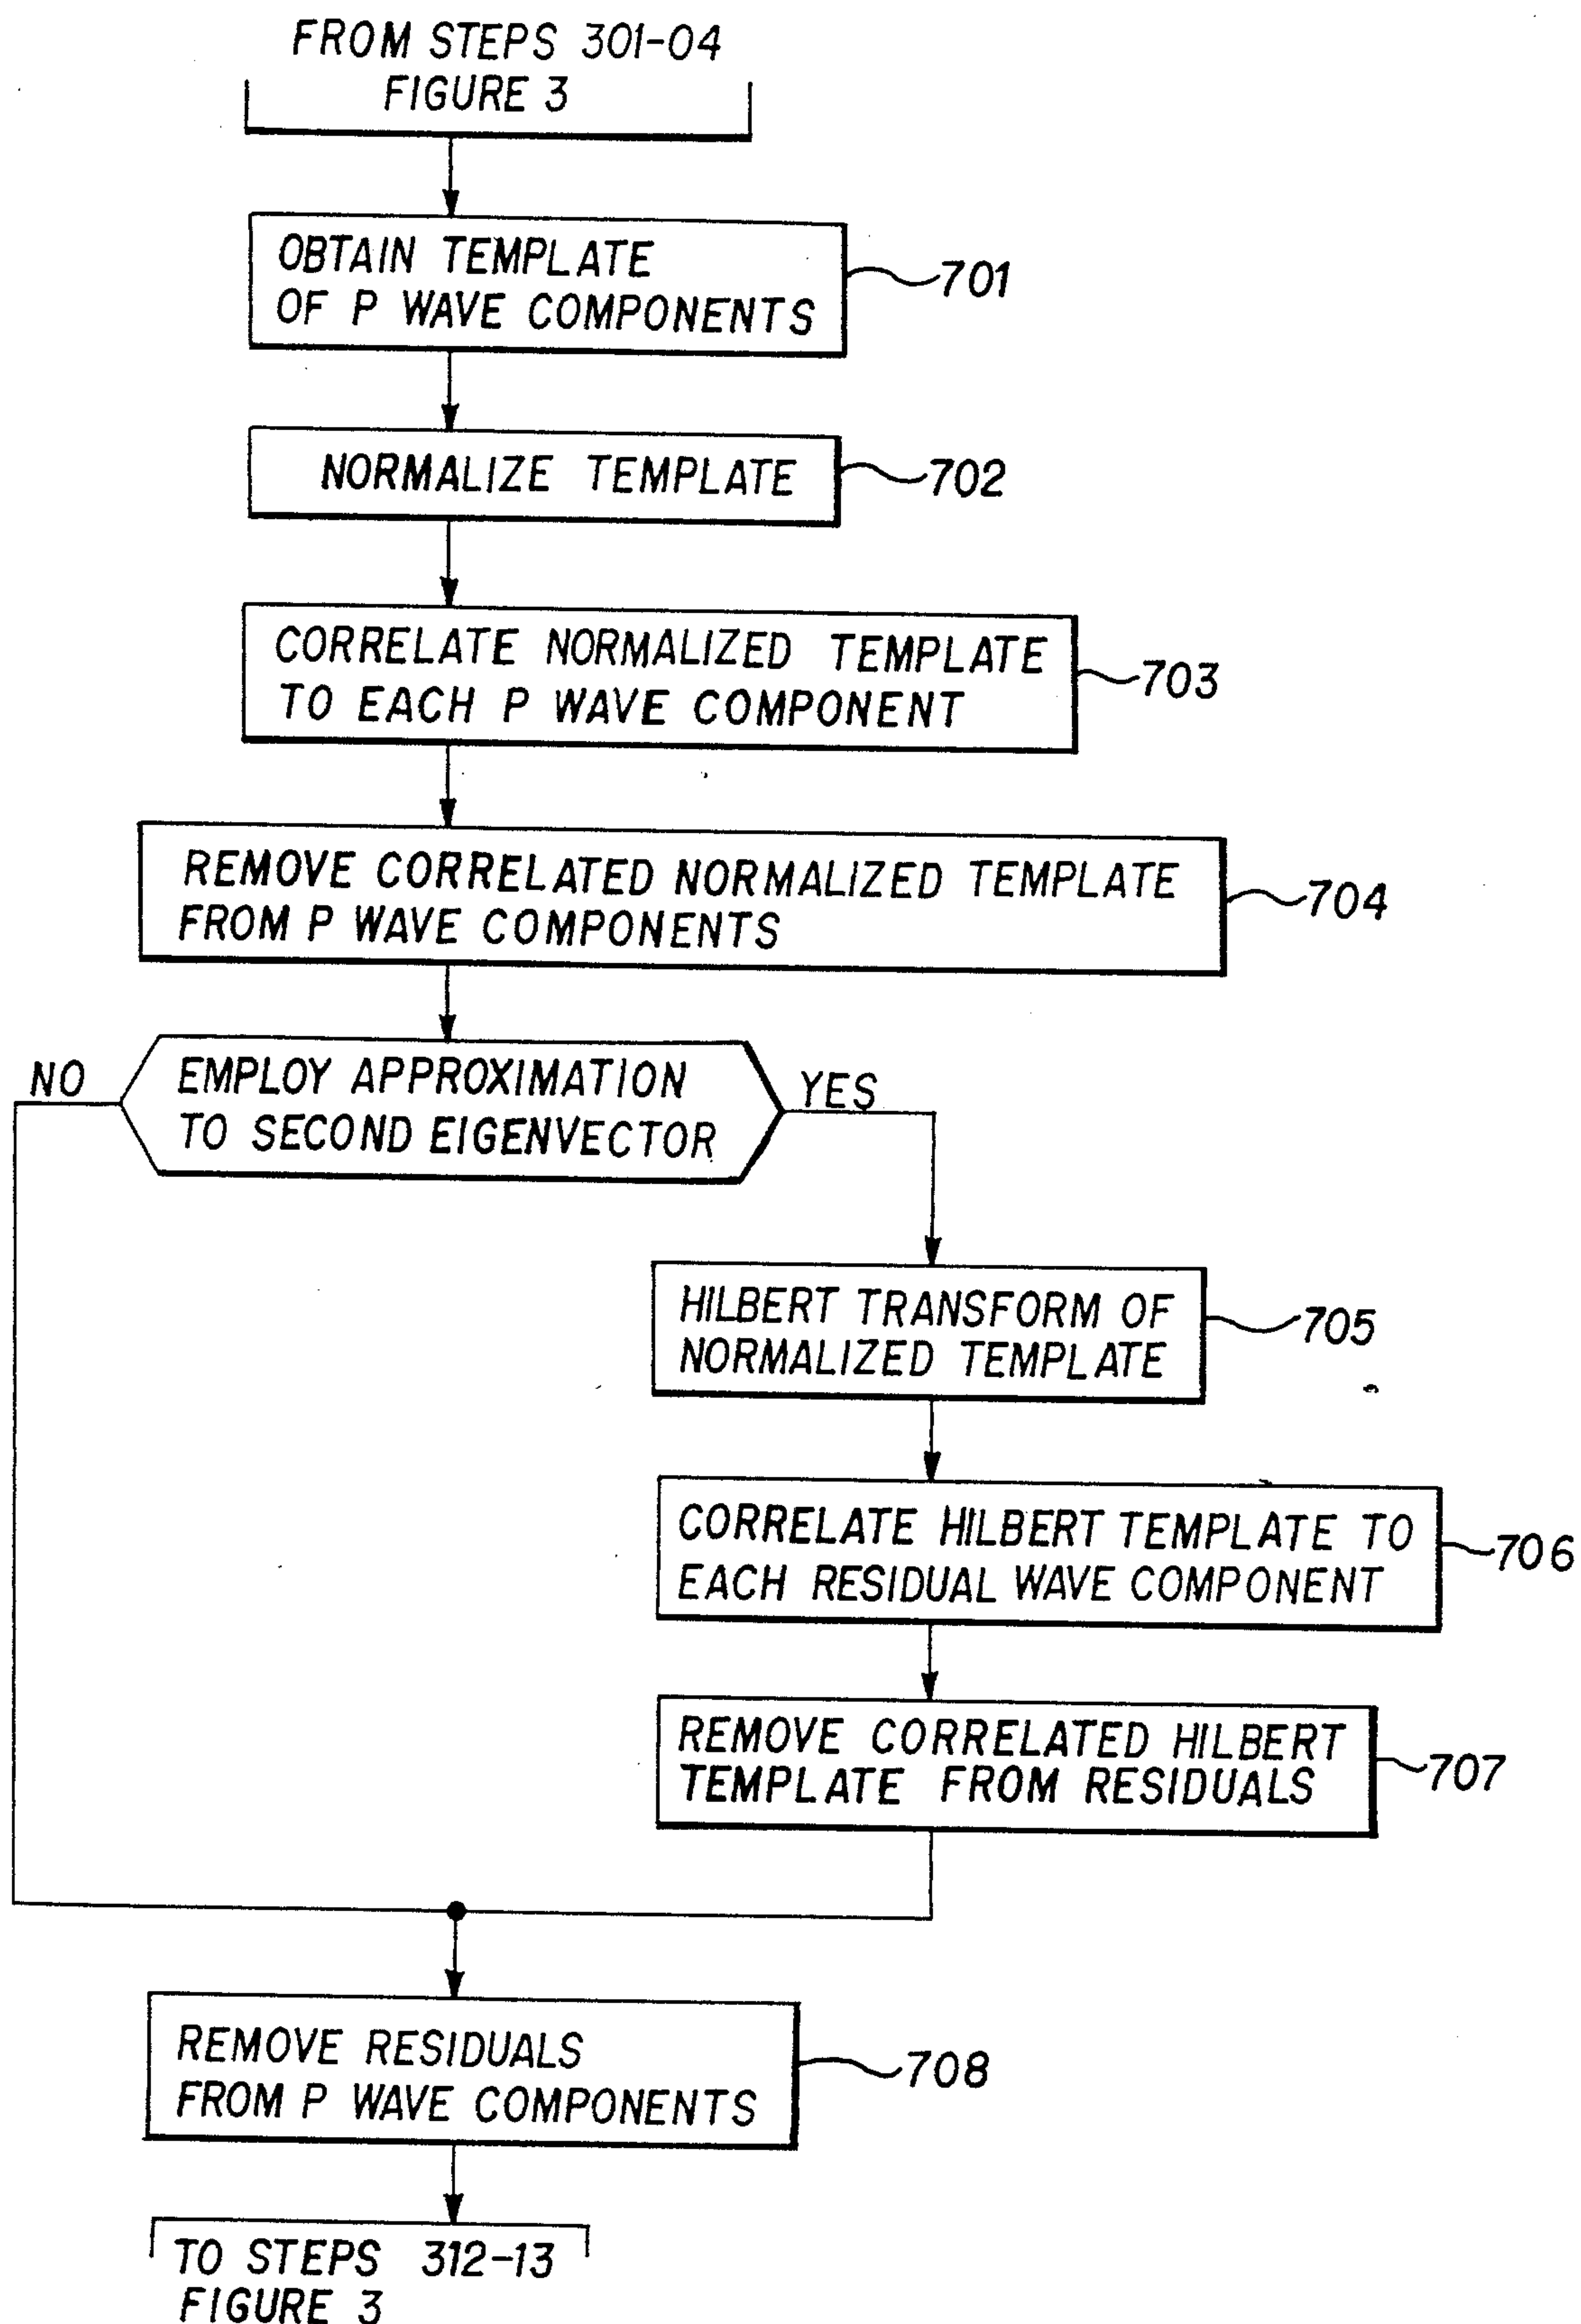 FROM STEPS 301-04
FIGURE 3
OBTAIN TEMPLATE
OF P WAVE COMPONENTS
701
NORMALIZE TEMPLATE
702
CORRELATE NORMALIZED TEMPLATE
TO EACH P WAVE COMPONENT
703
REMOVE CORRELATED NORMALIZED TEMPLATE
FROM P WAVE COMPONENTS
704
NO
EMPLOY APPROXIMATION
TO SECOND EIGENVECTOR
YES
HILBERT TRANSFORM OF
NORMALIZED TEMPLATE
705
CORRELATE HILBERT TEMPLATE TO
EACH RESIDUAL WAVE COMPONENT
706
REMOVE CORRELATED HILBERT
TEMPLATE FROM RESIDUALS
707
REMOVE RESIDUALS
FROM P WAVE COMPONENTS
708
TO STEPS 312-13
FIGURE 3